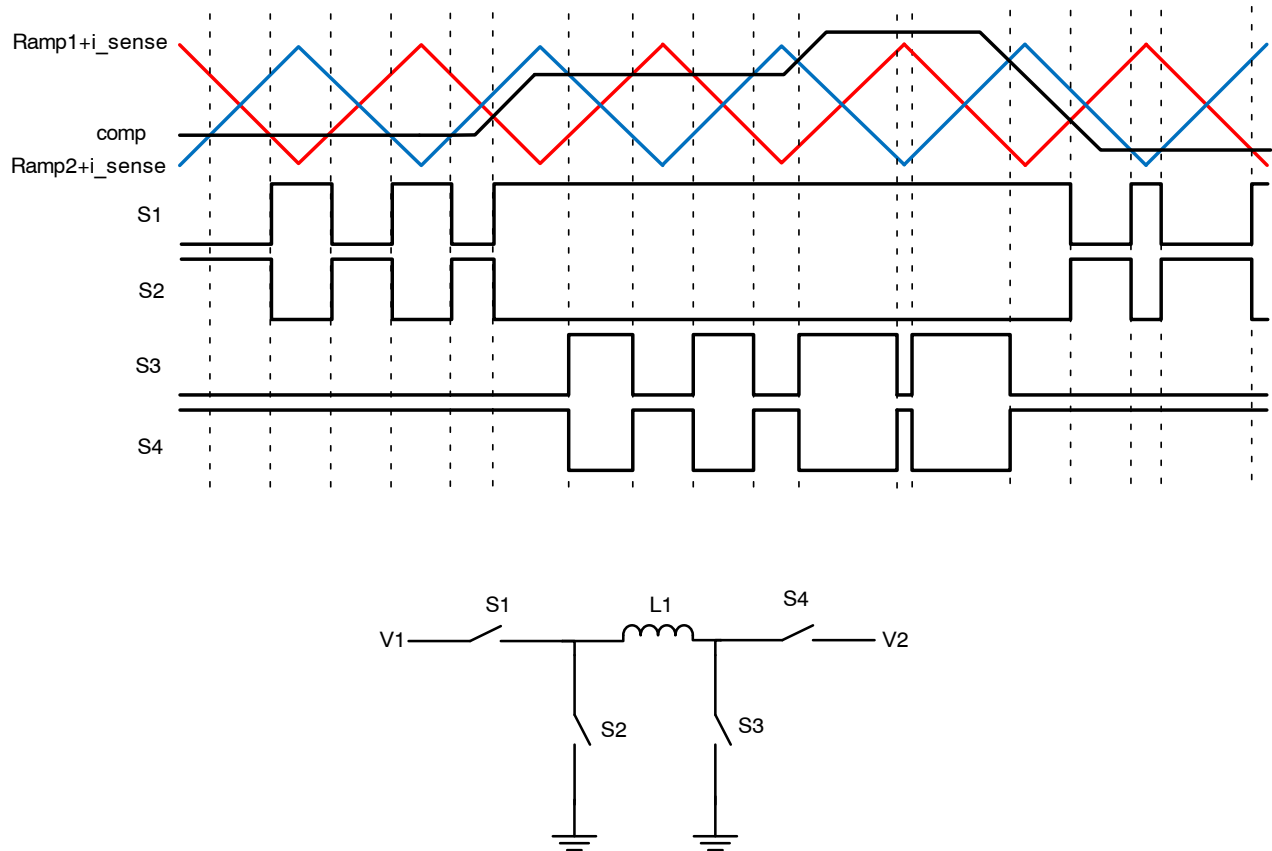 Ramp1+i_sense
comp
Ramp2+i_sense
S1
S2
S3
S4
S1
L1
S4
V1
V2
S2
S3